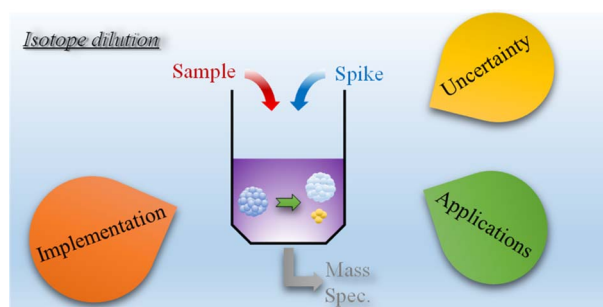 Isotope dilution
Sample
Spike
Uncertainty
Implementation
Applications
Mass
Spec.